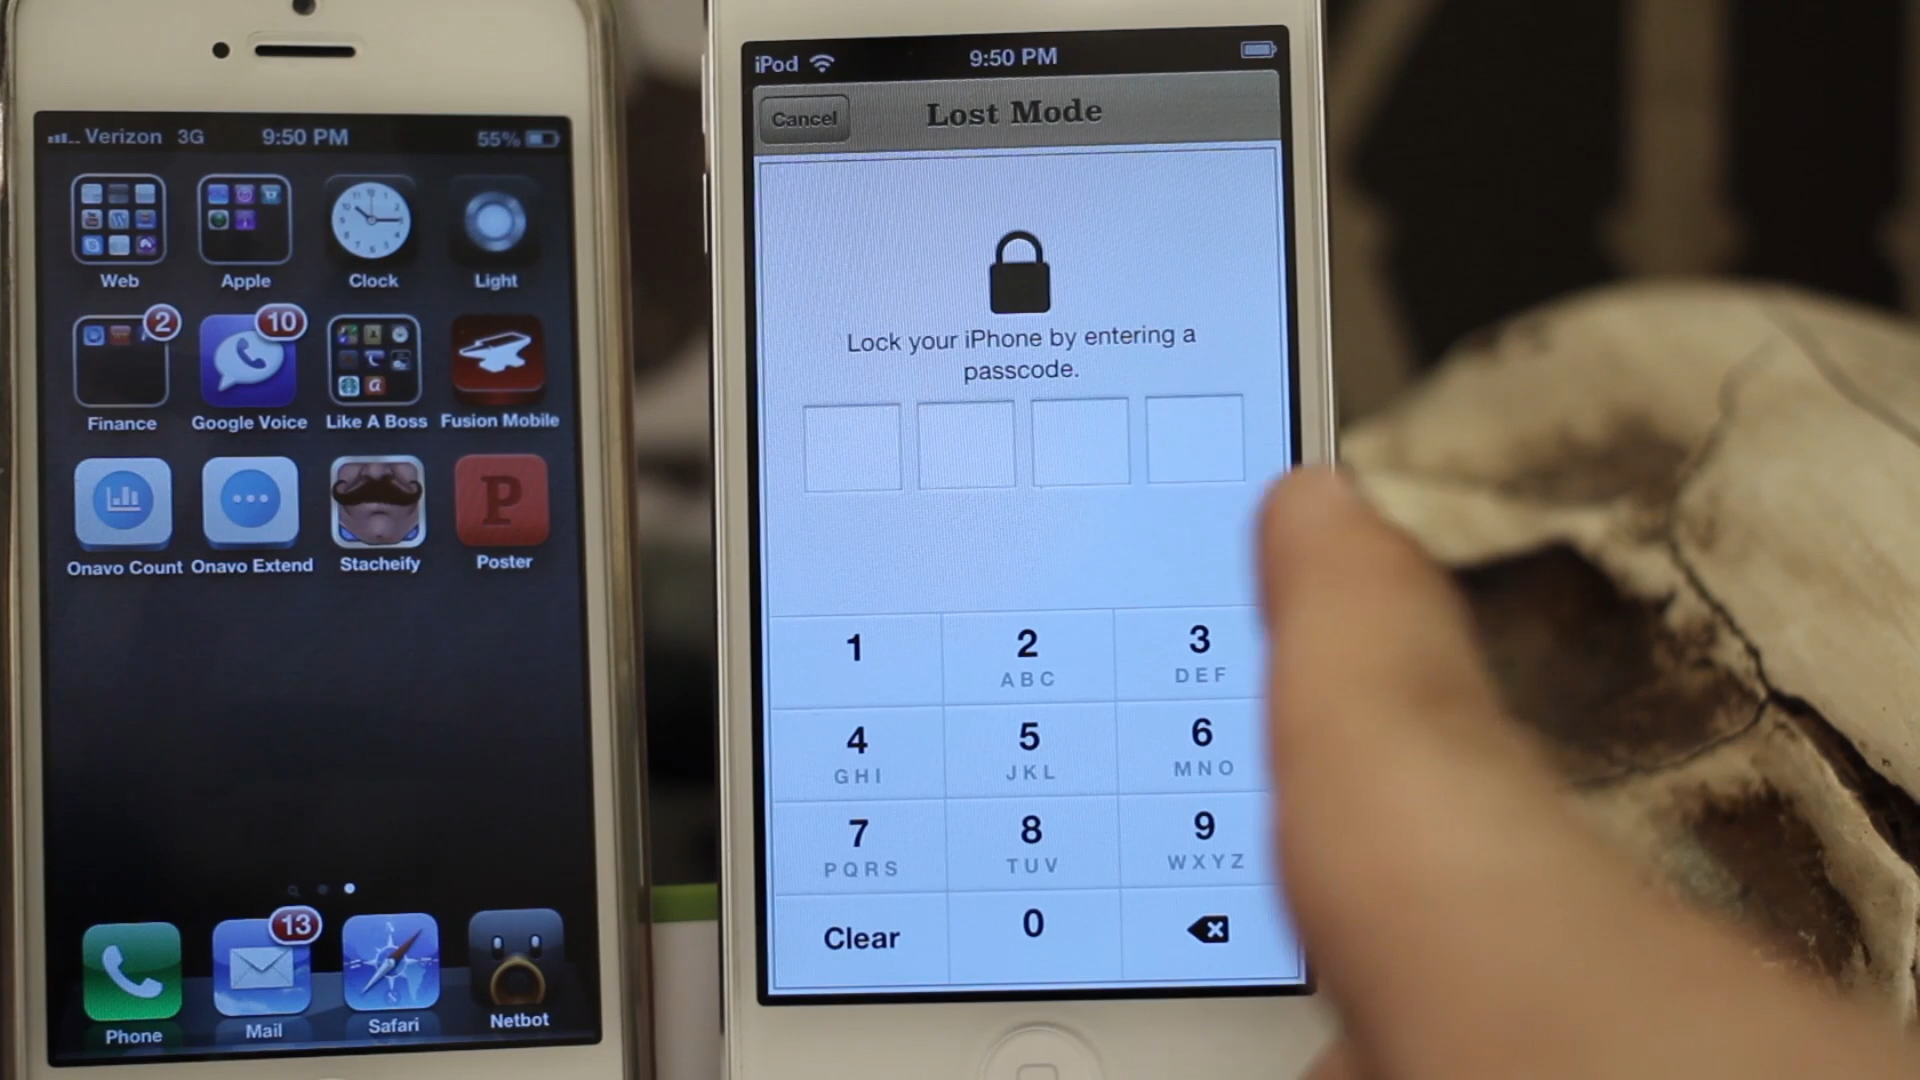 Verizon 3G 9:50 PM 55%
Web Apple Clock Light
2 10
Finance Google Voice Like A Boss Fusion Mobile
P
Onavo Count Onavo Extend Stacheify Poster
13
Phone Mail Safari Netbot
iPod 9:50 PM
Cancel Lost Mode
Lock your iPhone by entering a
passcode.
1 2 3
ABC DEF
4 5 6
GHI JKL MNO
7 8 9
PQRS TUV WXYZ
Clear 0